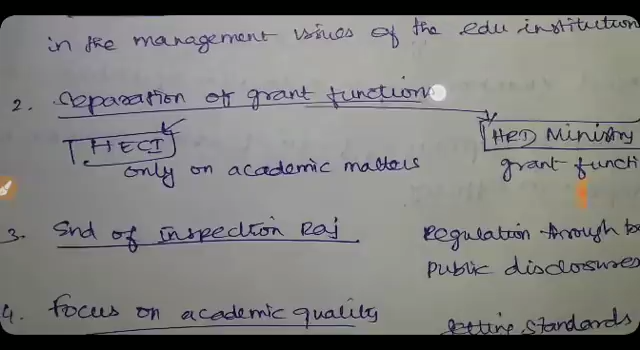 in the management issues of the edu institution
2. Separation of grant function
HECI
HRD Ministry
only on academic matters
grant functi
3. End of Inspection Raj
Regulation through
public disclosures
4. Focus on academic quality
setting standards